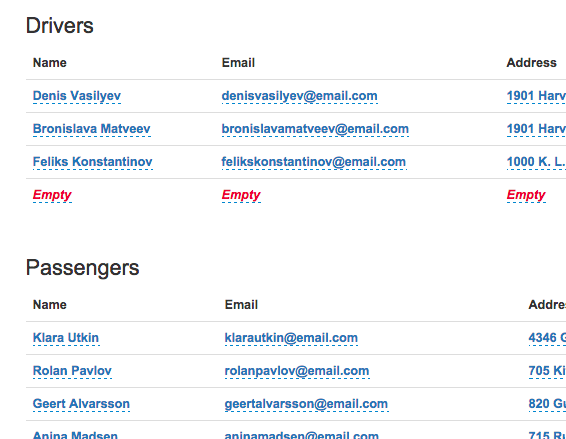 Drivers
Name Email Address
Denis Vasilyev denisvasilyev@email.com 1901 Harv
Bronislava Matveev bronislavamatveev@email.com 1901 Harv
Feliks Konstantinov felikskonstantinov@email.com 1000 K. L.
Empty Empty Empty
Passengers
Name Email Addre
Klara Utkin klarautkin@email.com 4346
Rolan Pavlov rolanpavlov@email.com 705 Ki
Geert Alvarsson geertalvarsson@email.com 820 Gu
Anina Madsen aninamadsen@email.com 715 Ru